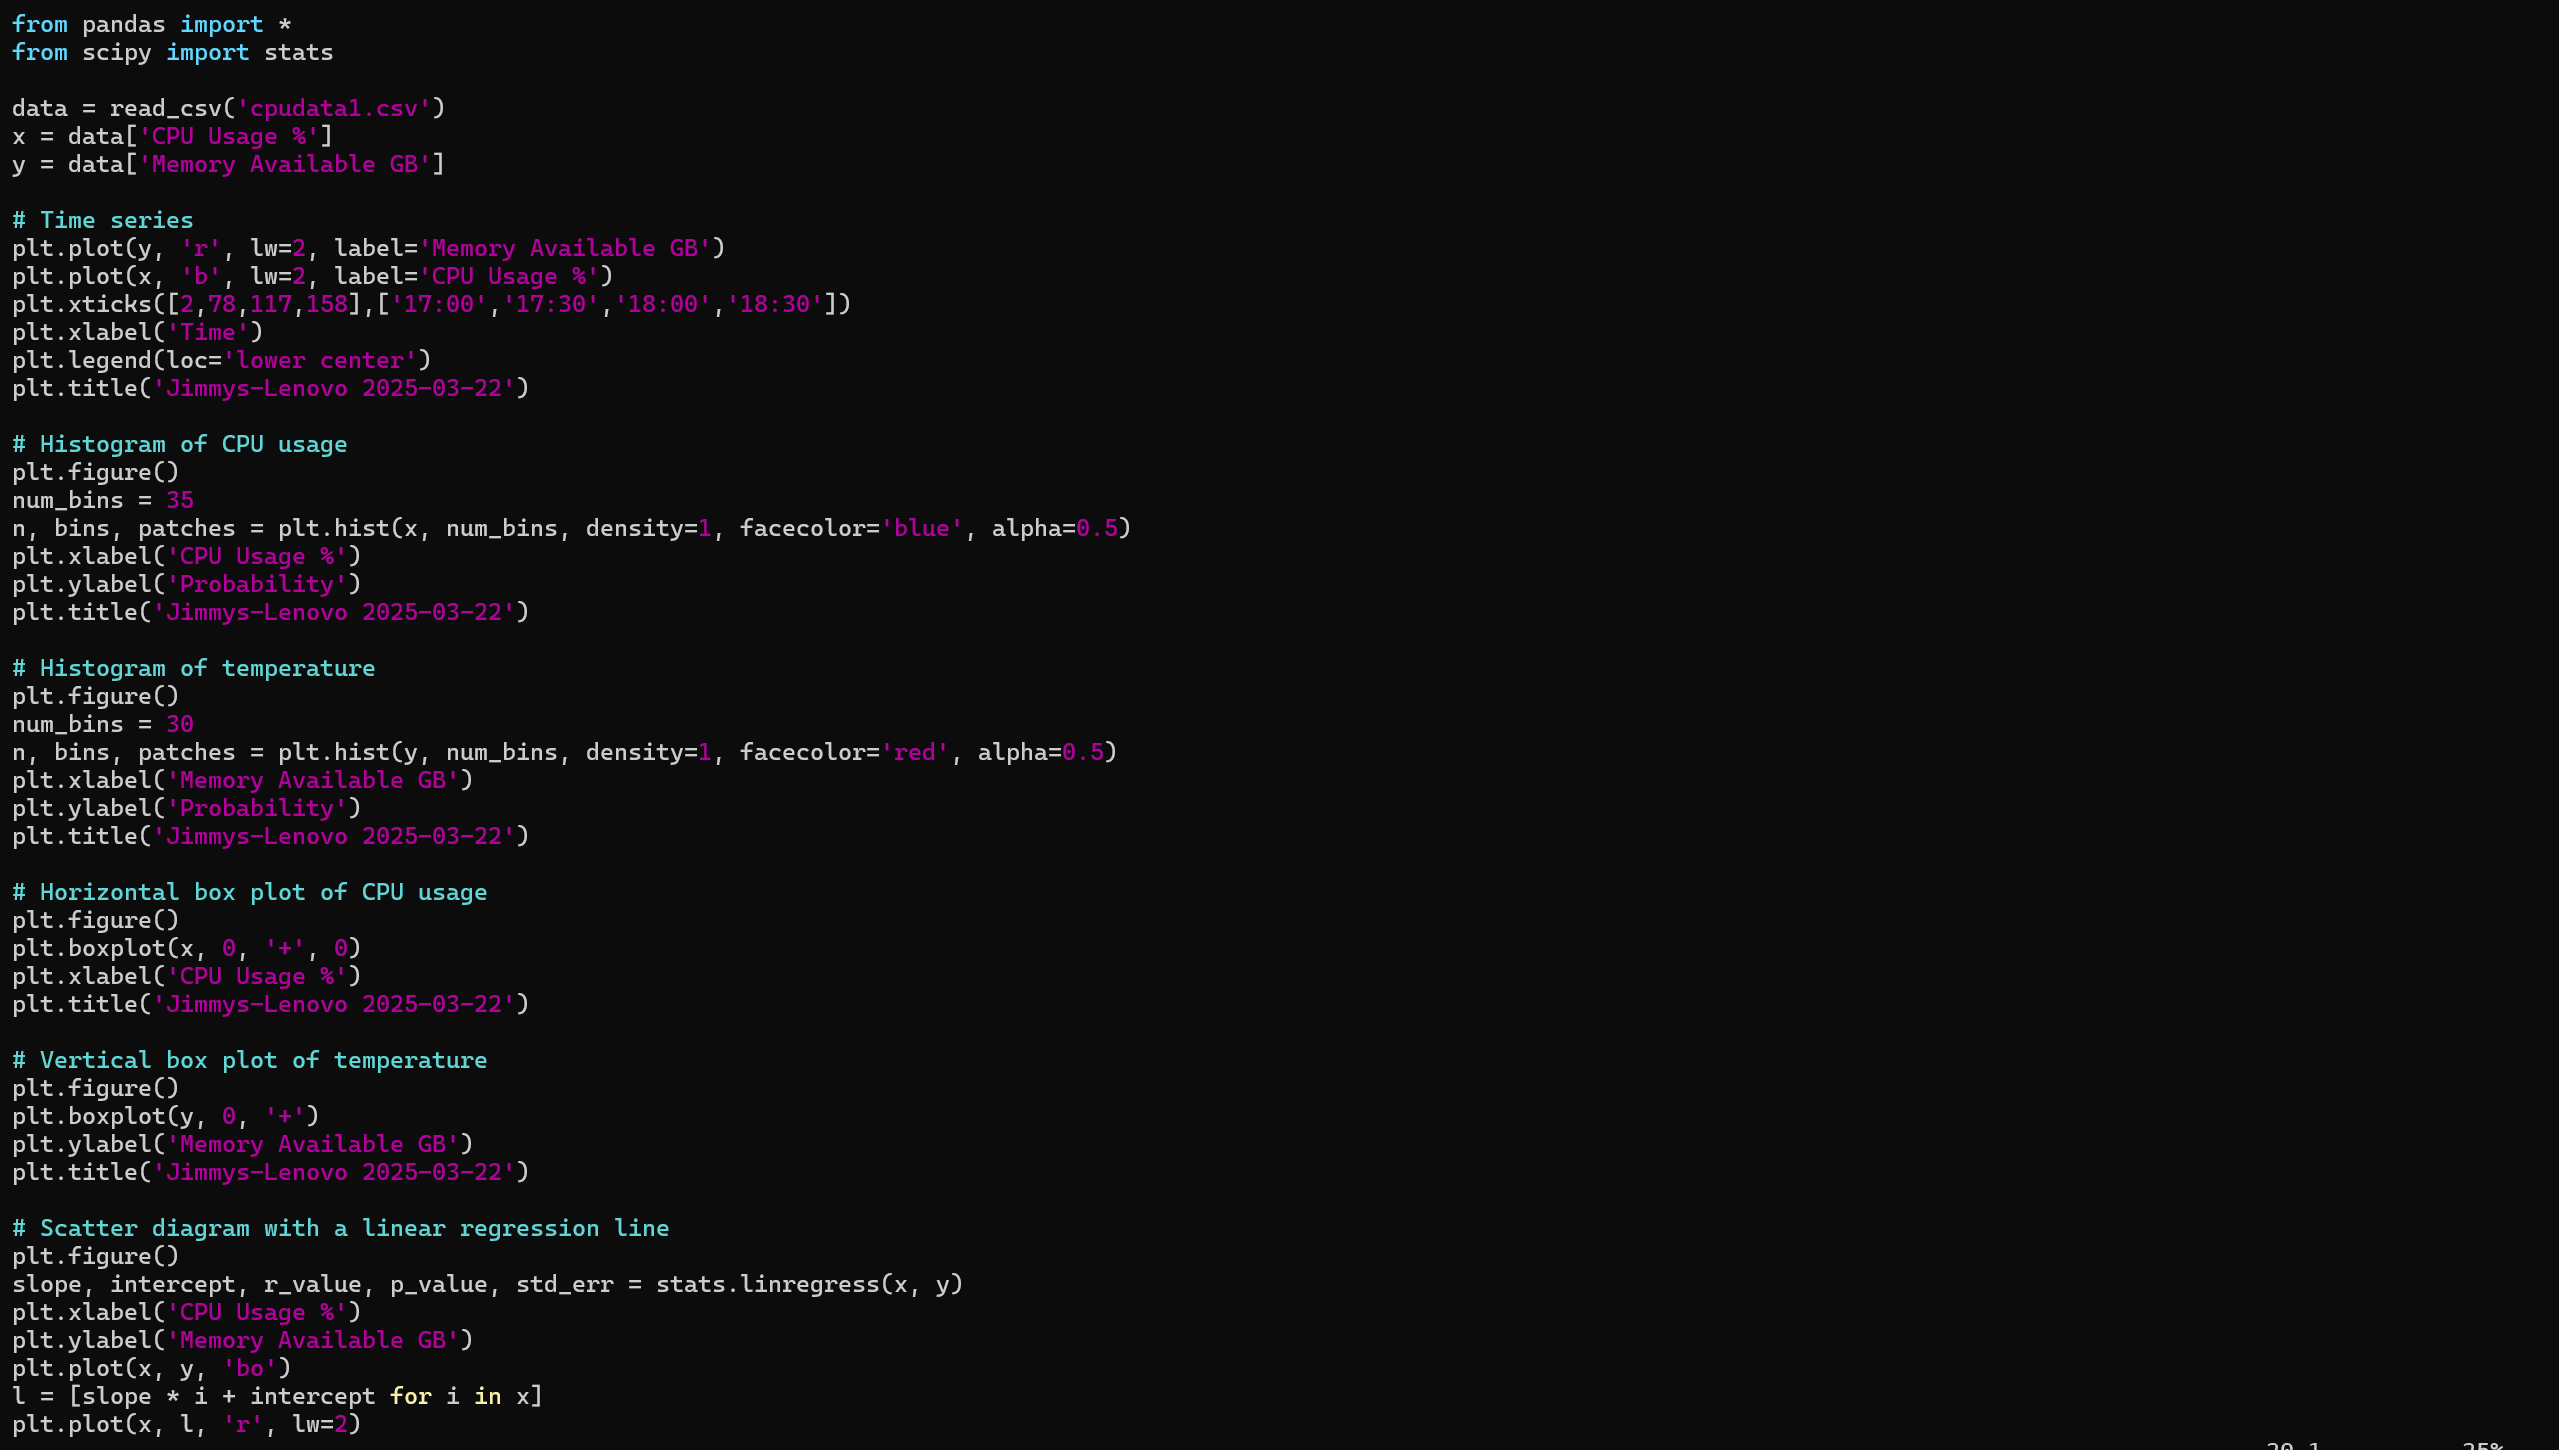 from pandas import *
from scipy import stats
data = read_csv('cpudata1.csv')
x = data['CPU Usage %']
y = data['Memory Available GB']
# Time series
plt.plot(y, 'r', lw=2, label='Memory Available GB')
plt.plot(x, 'b', lw=2, label='CPU Usage %')
plt.xticks([2,78,117,158],['17:00','17:30','18:00','18:30'])
plt.xlabel('Time')
plt.legend(loc='lower center')
plt.title('Jimmys-Lenovo 2025-03-22')
# Histogram of CPU usage
plt.figure()
num_bins = 35
n, bins, patches = plt.hist(x, num_bins, density=1, facecolor='blue', alpha=0.5)
plt.xlabel('CPU Usage %')
plt.ylabel('Probability')
plt.title('Jimmys-Lenovo 2025-03-22')
# Histogram of temperature
plt.figure()
num_bins = 30
n, bins, patches = plt.hist(y, num_bins, density=1, facecolor='red', alpha=0.5)
plt.xlabel('Memory Available GB')
plt.ylabel('Probability')
plt.title('Jimmys-Lenovo 2025-03-22')
# Horizontal box plot of CPU usage
plt.figure()
plt.boxplot(x, 0, '+', 0)
plt.xlabel('CPU Usage %')
plt.title('Jimmys-Lenovo 2025-03-22')
# Vertical box plot of temperature
plt.figure()
plt.boxplot(y, 0, '+')
plt.ylabel('Memory Available GB')
plt.title('Jimmys-Lenovo 2025-03-22')
# Scatter diagram with a linear regression line
plt.figure()
slope, intercept, r_value, p_value, std_err = stats.linregress(x, y)
plt.xlabel('CPU Usage %')
plt.ylabel('Memory Available GB')
plt.plot(x, y, 'bo')
l = [slope * i + intercept for i in x]
plt.plot(x, l, 'r', lw=2)